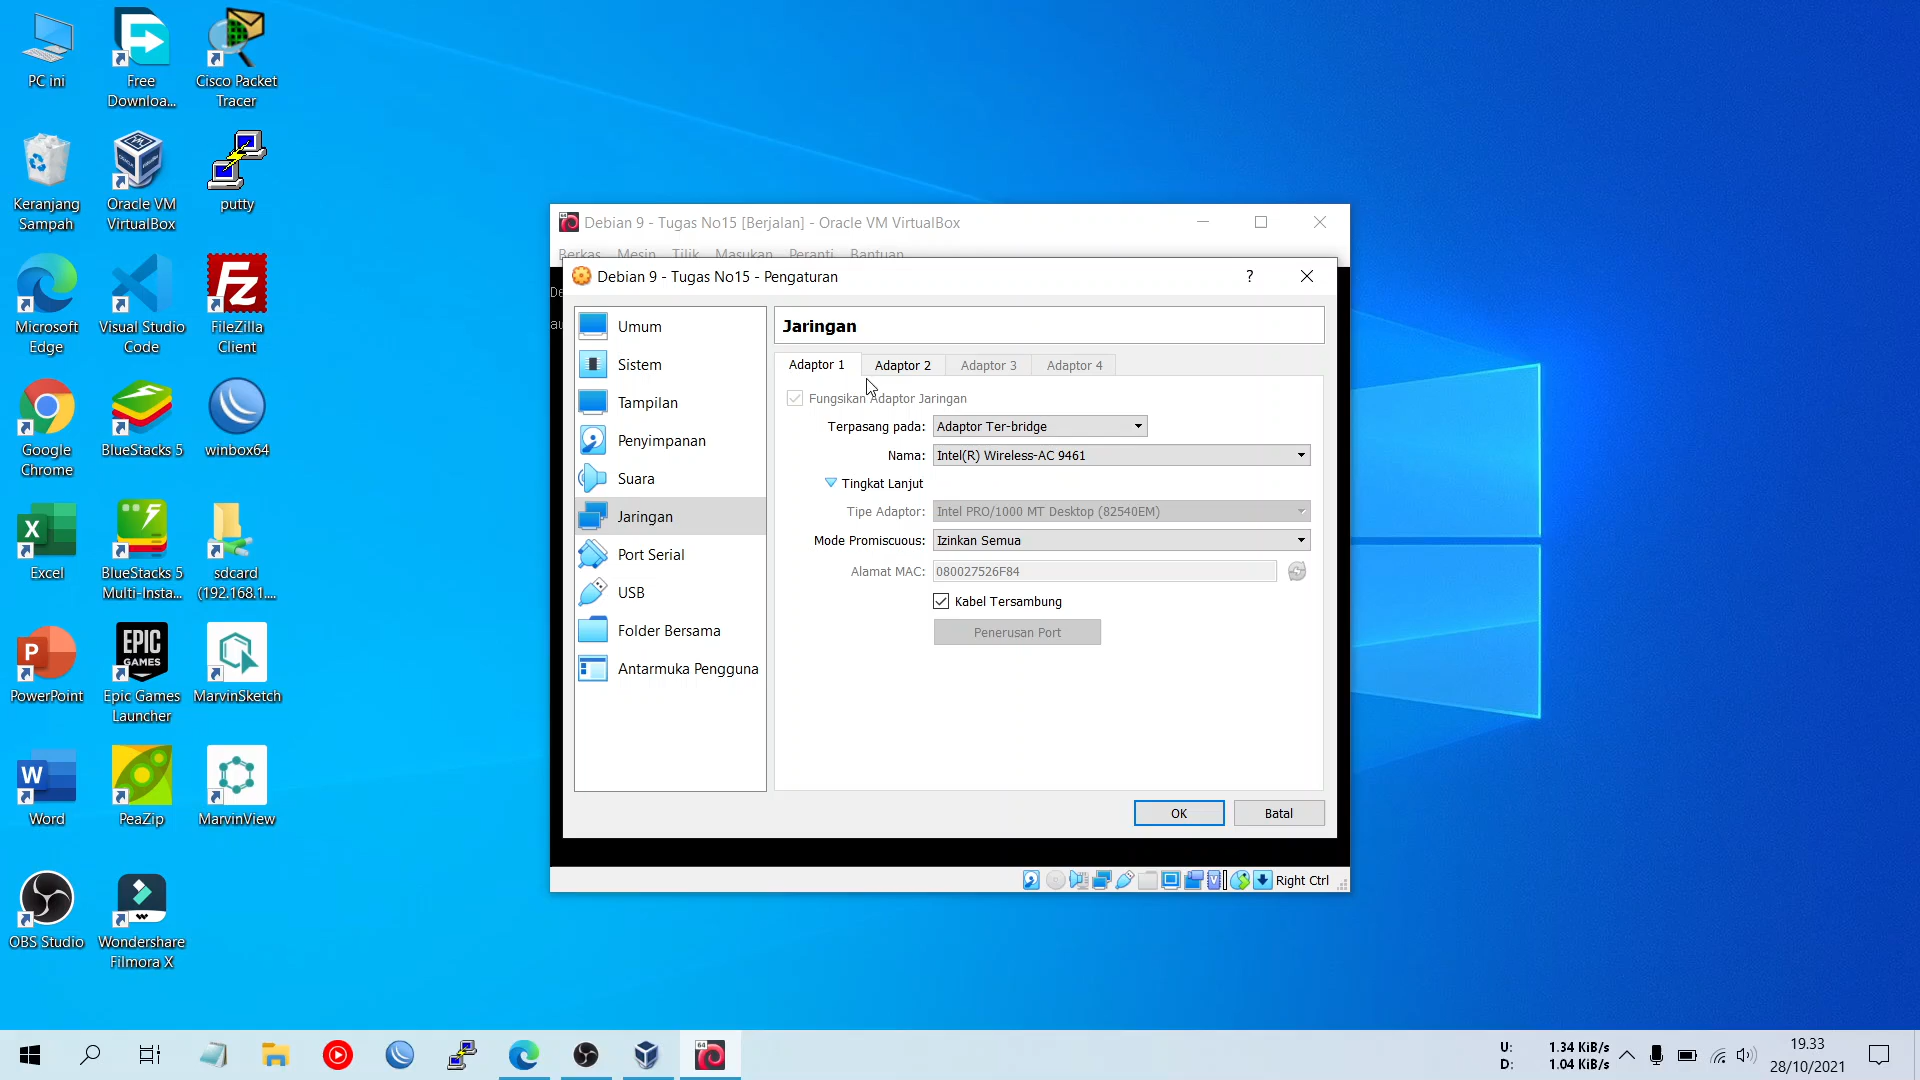 PC ini
Free
Downloa...
Cisco Packet
Tracer
Keranjang
Sampah
Oracle VM
VirtualBox
putty
Microsoft
Edge
Visual Studio
Code
FileZilla
Client
Google
Chrome
BlueStacks 5
winbox64
Excel
BlueStacks 5
Multi-Insta...
sdcard
(192.168.1....
PowerPoint
EPIC
GAMES
Epic Games
Launcher
MarvinSketch
Word
PeaZip
MarvinView
OBS Studio
Wondershare
Filmora X
Debian 9 - Tugas No15 [Berjalan] - Oracle VM VirtualBox
Berkas Mesin Tilik Masukan Peranti Bantuan
De
au
Debian 9 - Tugas No15 - Pengaturan
?
Umum
Sistem
Tampilan
Penyimpanan
Suara
Jaringan
Port Serial
USB
Folder Bersama
Antarmuka Pengguna
Jaringan
Adaptor 1 Adaptor 2 Adaptor 3 Adaptor 4
Fungsikan Adaptor Jaringan
Terpasang pada: Adaptor Ter-bridge
Nama: Intel(R) Wireless-AC 9461
Tingkat Lanjut
Tipe Adaptor: Intel PRO/1000 MT Desktop (82540EM)
Mode Promiscuous: Izinkan Semua
Alamat MAC: 080027526F84
Kabel Tersambung
Penerusan Port
OK Batal
Right Ctrl
U: 1.34 KiB/s
D: 1.04 KiB/s
19.33
28/10/2021